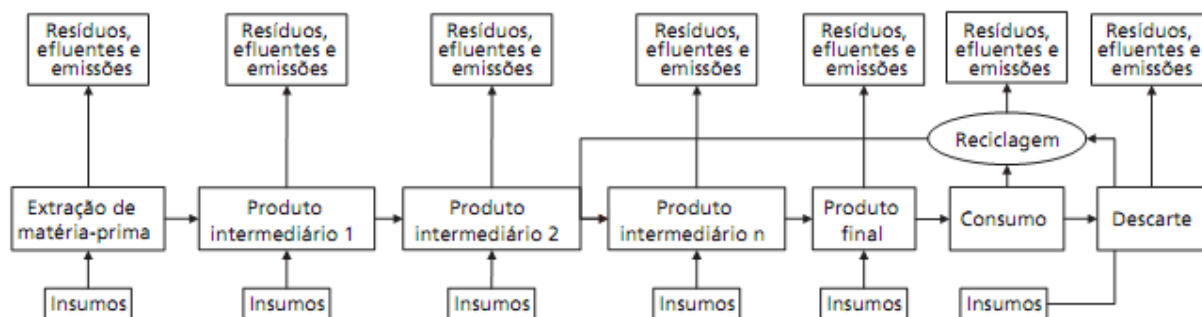 Resíduos,
efluentes e
emissões
Resíduos,
efluentes e
emissões
Resíduos,
efluentes e
emissões
Resíduos,
efluentes e
emissões
Resíduos,
efluentes e
emissões
Resíduos,
efluentes e
emissões
Resíduos,
efluentes e
emissões
Reciclagem
Extração de
matéria-prima
Produto
intermediário 1
Produto
intermediário 2
Produto
intermediário n
Produto
final
Consumo
Descarte
Insumos
Insumos
Insumos
Insumos
Insumos
Insumos